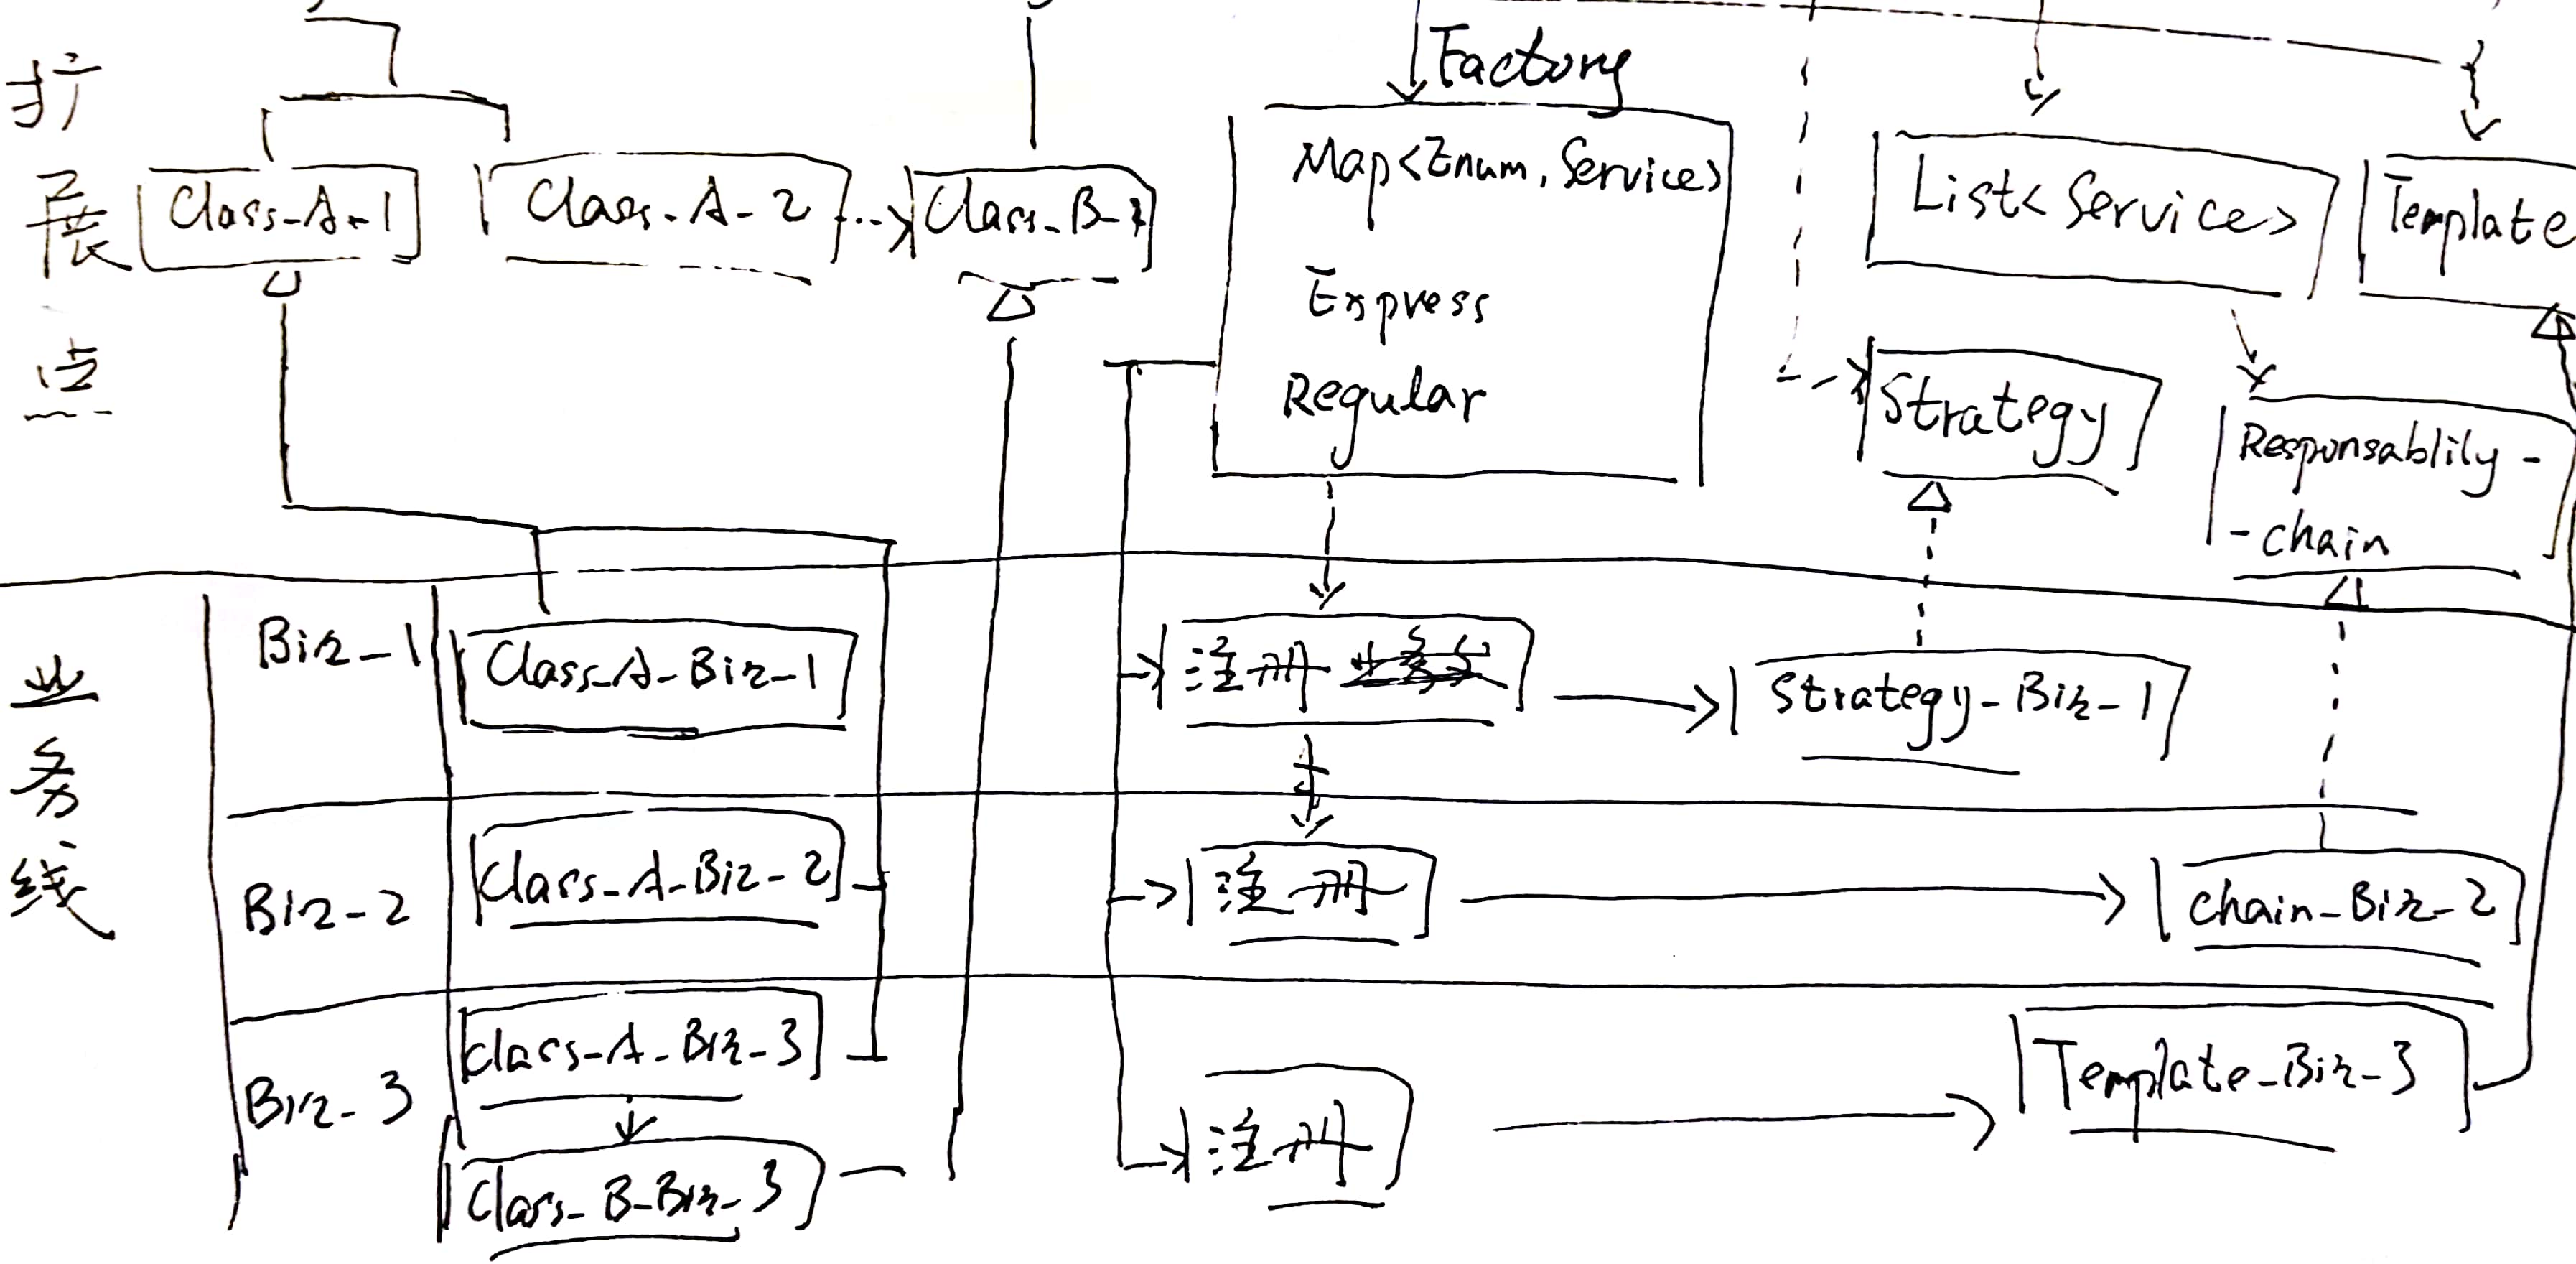 扩展点
Factory
Class-A-1
Class-A-2
Class-B-1
Map<Enum, Service>
Express
Regular
List<Service>
Template
Strategy
Responsablily-
-chain
业务线
Biz-1
Class-A-Biz-1
注册
Strategy-Biz-1
Biz-2
Class-A-Biz-2
注册
chain-Biz-2
Biz-3
Class-A-Biz-3
Class-B-Biz-3
注册
Template-Biz-3